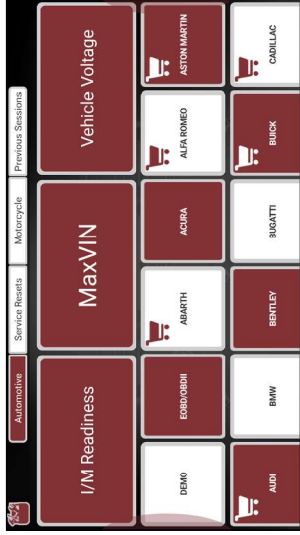 Automotive
Service Resets
Motorcycle
Previous Sessions
I/M Readiness
MaxVIN
Vehicle Voltage
DEMO
EOBD/OBDII
ABARTH
ACURA
ALFA ROMEO
ASTON MARTIN
AUDI
BMW
BENTLEY
BUGATTI
BUICK
CADILLAC